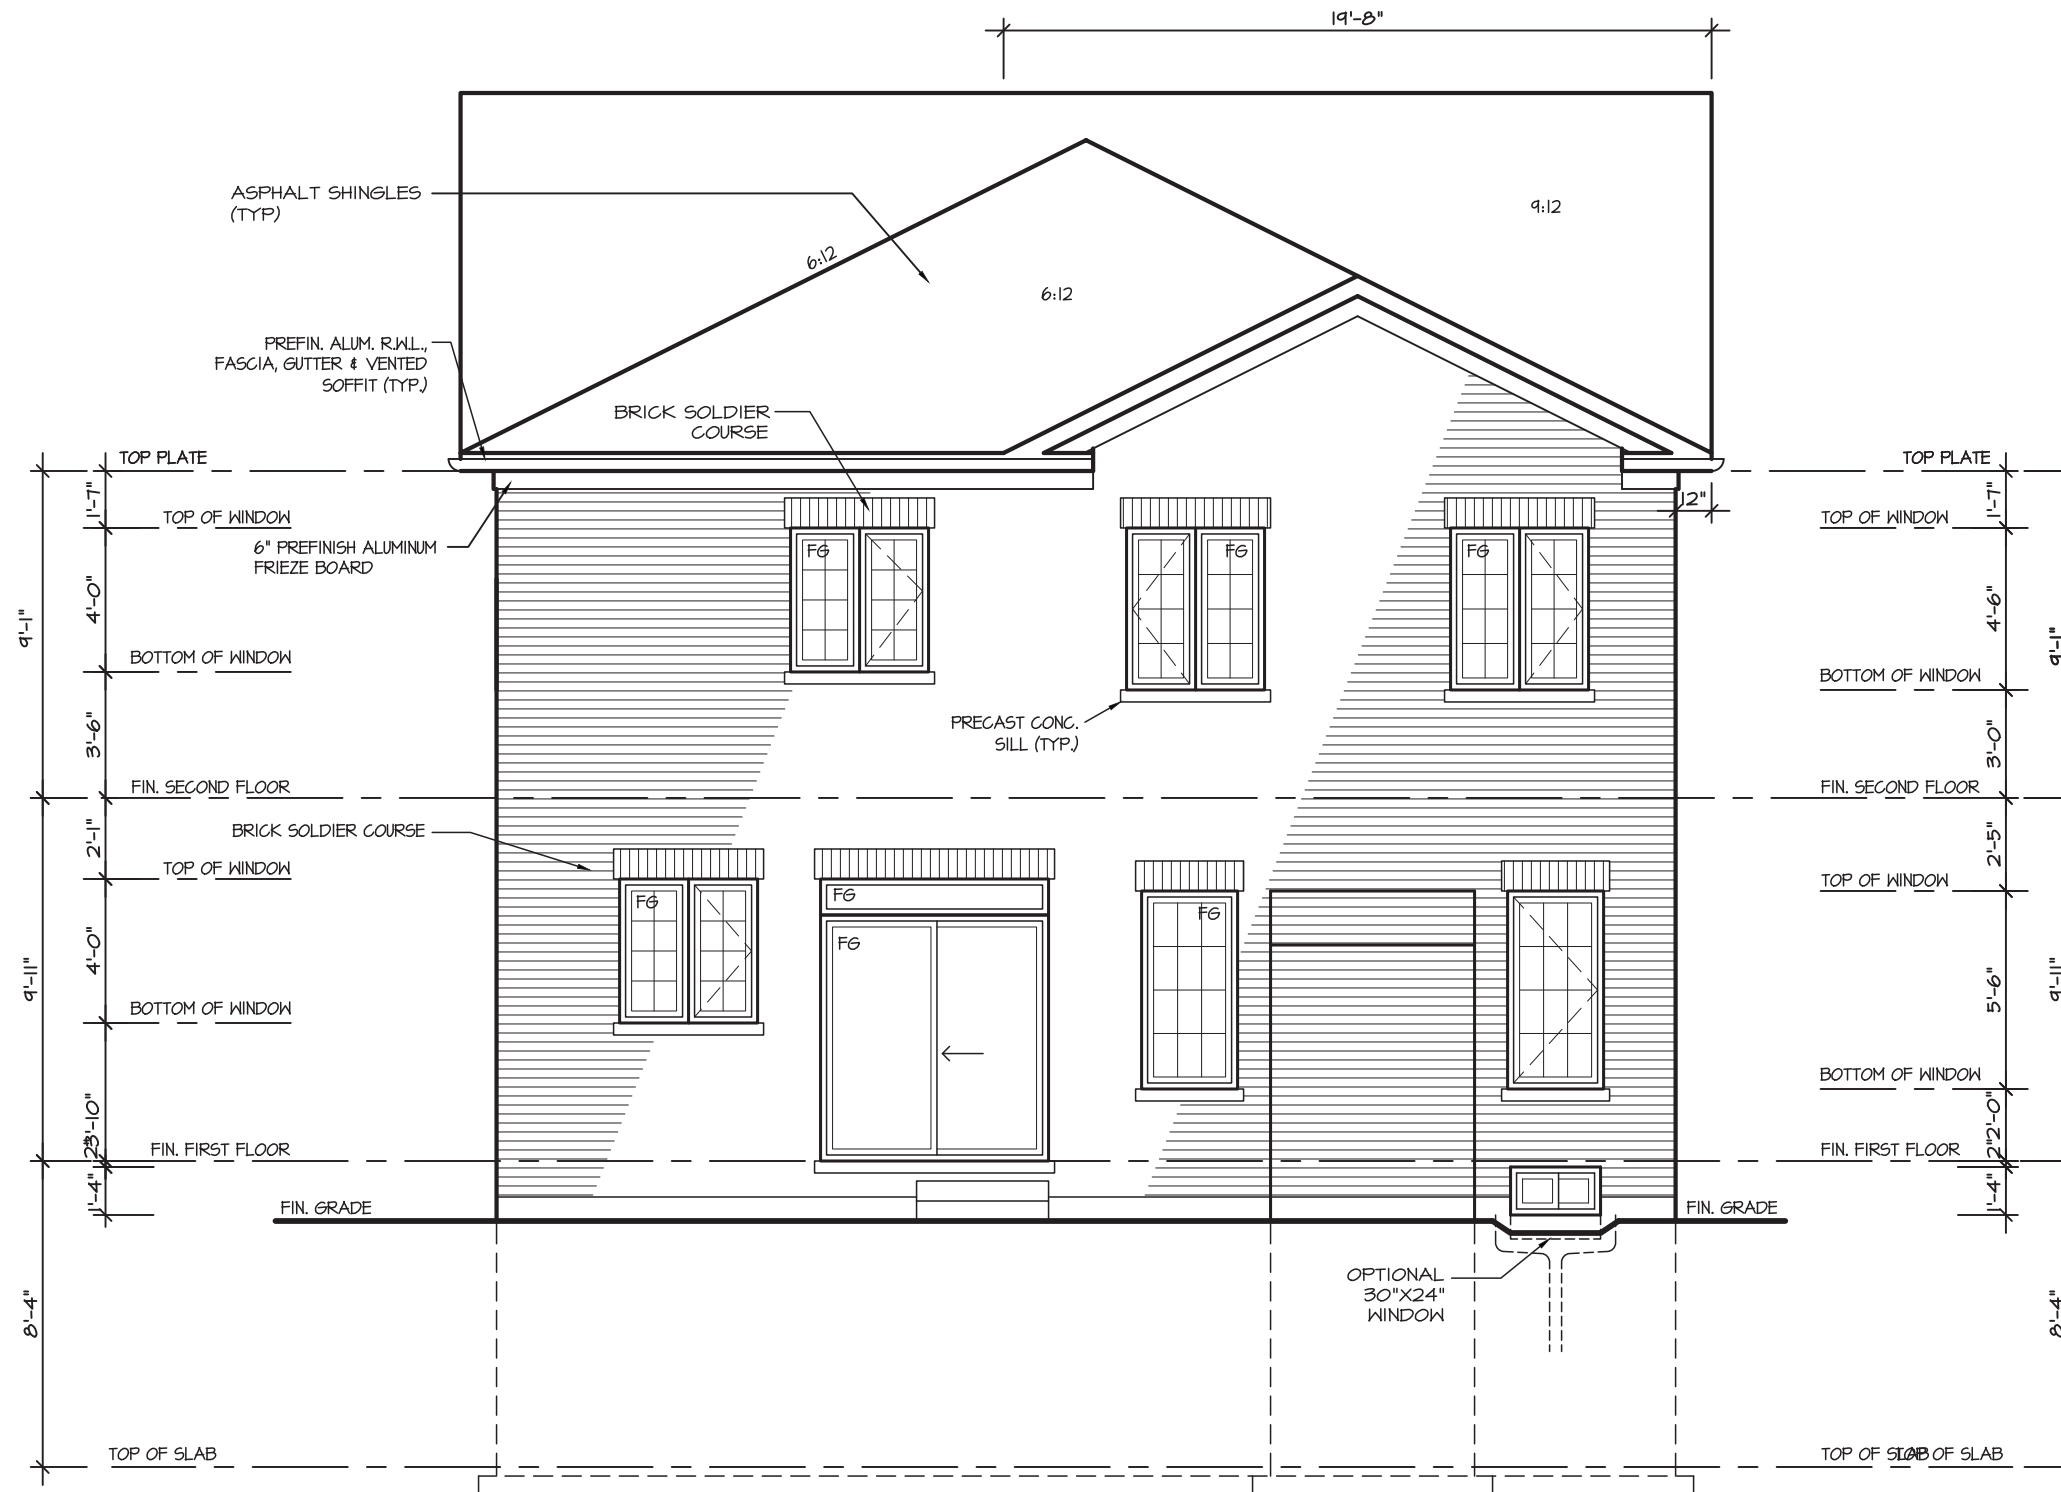 19'-8"
ASPHALT SHINGLES
(TYP)
9:12
6:12
6:12
PREFIN. ALUM. R.W.L.,
FASCIA, GUTTER & VENTED
SOFFIT (TYP.)
BRICK SOLDIER
COURSE
TOP PLATE
TOP PLATE
1'-7"
TOP OF WINDOW
12"
1'-7"
TOP OF WINDOW
6" PREFINISH ALUMINUM
FRIEZE BOARD
FG
FG
FG
4'-0"
4'-6"
9'-1"
9'-1"
BOTTOM OF WINDOW
BOTTOM OF WINDOW
PRECAST CONC.
SILL (TYP.)
3'-6"
3'-0"
FIN. SECOND FLOOR
FIN. SECOND FLOOR
BRICK SOLDIER COURSE
2'-1"
2'-5"
TOP OF WINDOW
TOP OF WINDOW
FG
FG
FG
FG
4'-0"
5'-6"
9'-11"
9'-11"
BOTTOM OF WINDOW
BOTTOM OF WINDOW
3'-10"
2"
2'-0"
2"
FIN. FIRST FLOOR
FIN. FIRST FLOOR
1'-4"
1'-4"
FIN. GRADE
FIN. GRADE
OPTIONAL
30"X24"
WINDOW
8'-4"
8'-4"
TOP OF SLAB
TOP OF SLAB
TOP OF SLAB